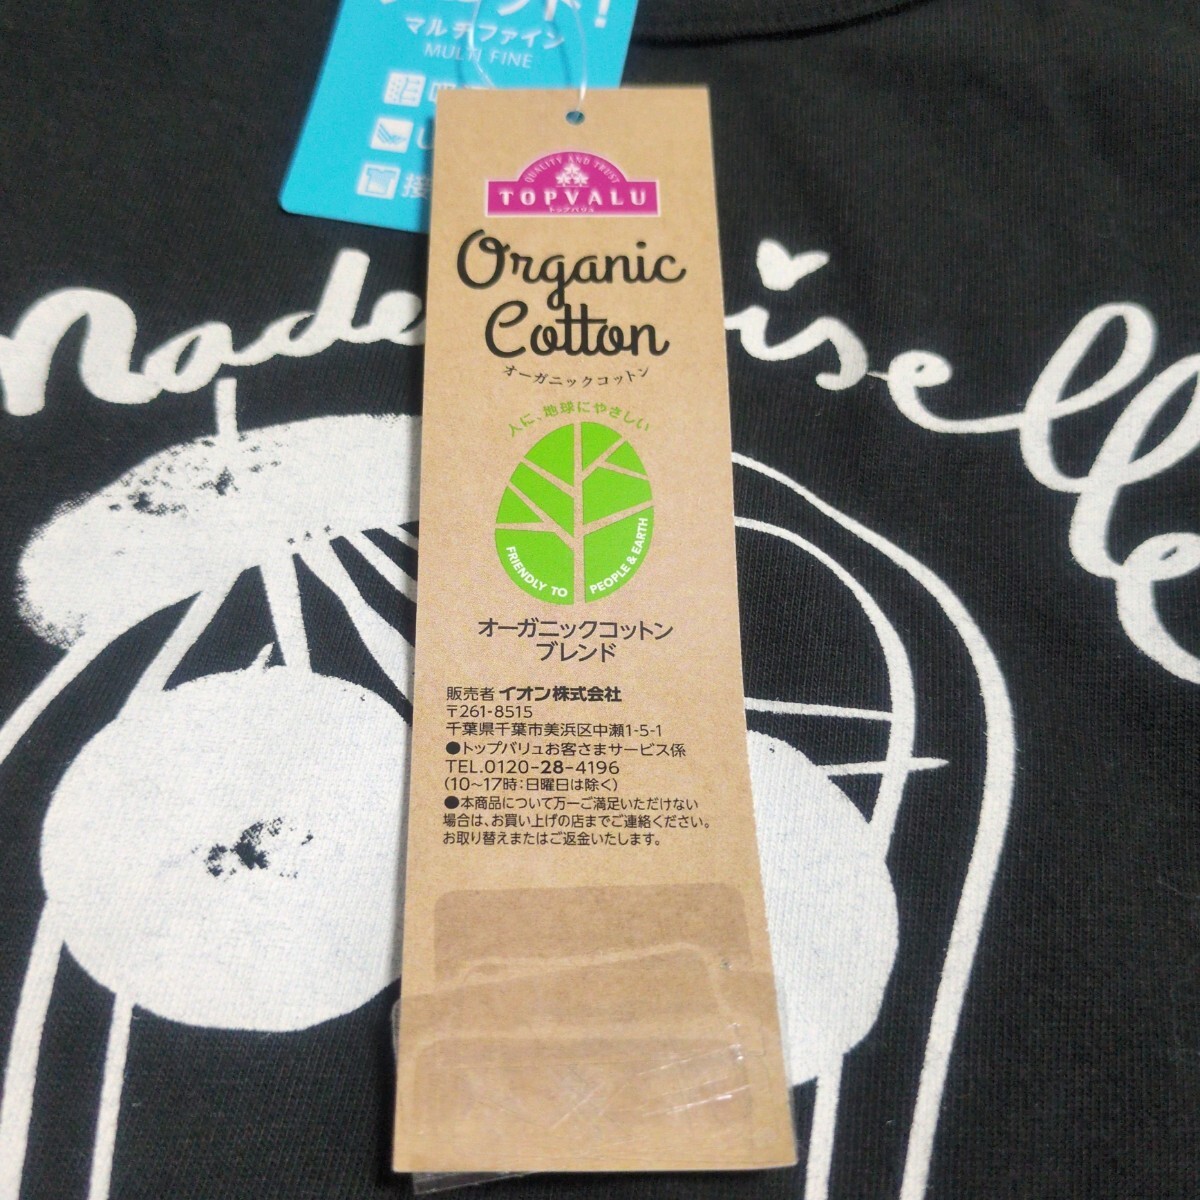 マルチファイン
MULTI FINE
QUALITY AND TRUST
TOPVALU
トップバリュ
Organic
Cotton
オーガニックコットン
人に、地球にやさしい
FRIENDLY TO PEOPLE & EARTH
オーガニックコットン
ブレンド
販売者 イオン株式会社
〒261-8515
千葉県千葉市美浜区中瀬1-5-1
●トップバリュお客さまサービス係
TEL.0120-28-4196
(10~17時:日曜日は除く)
●本商品について万一ご満足いただけない
場合は、お買い上げの店までご連絡ください。
お取り替えまたはご返金いたします。